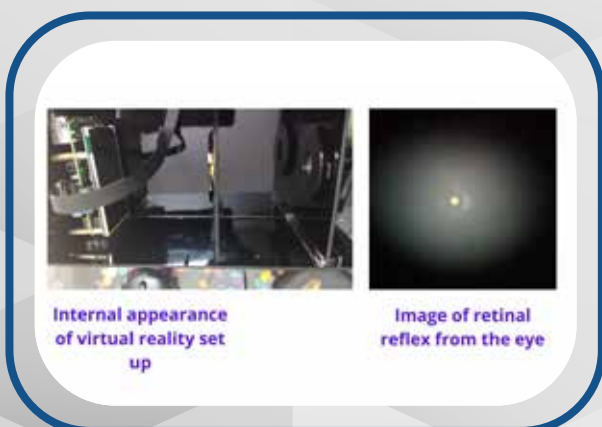 Internal appearance
of virtual reality set
up
Image of retinal
reflex from the eye